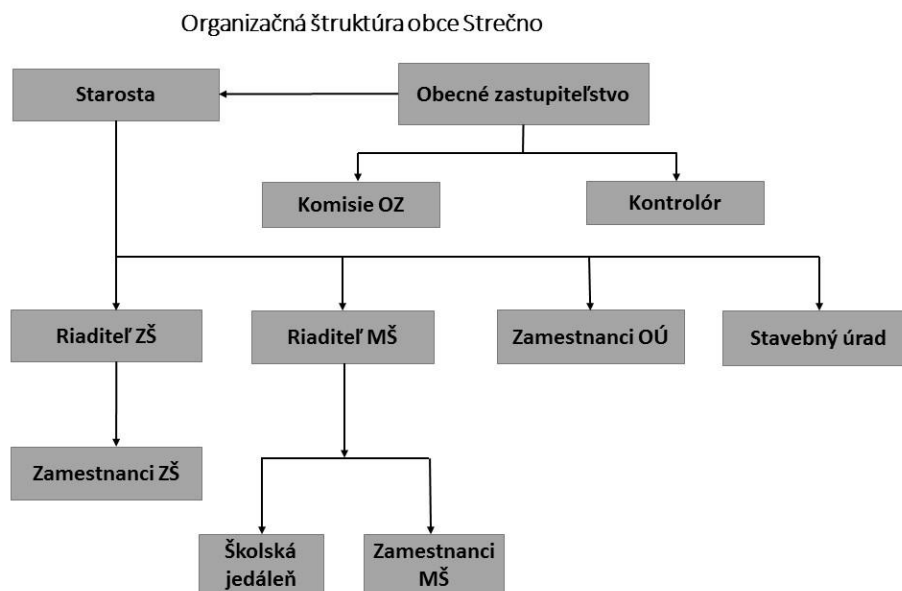 Organizačná štruktúra obce Strečno
Starosta
Obecné zastupiteľstvo
Komisie OZ
Kontrolór
Riaditeľ ZŠ
Riaditeľ MŠ
Zamestnanci OÚ
Stavebný úrad
Zamestnanci ZŠ
Školská
jedáleň
Zamestnanci
MŠ